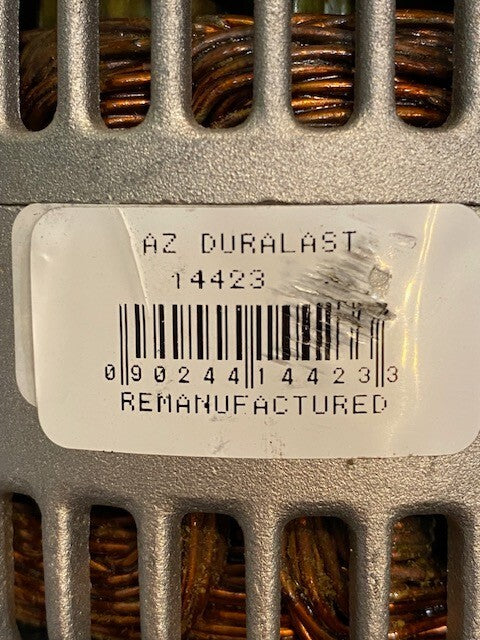 AZ DURALAST
14423
0 90244 14423 3
REMANUFACTURED